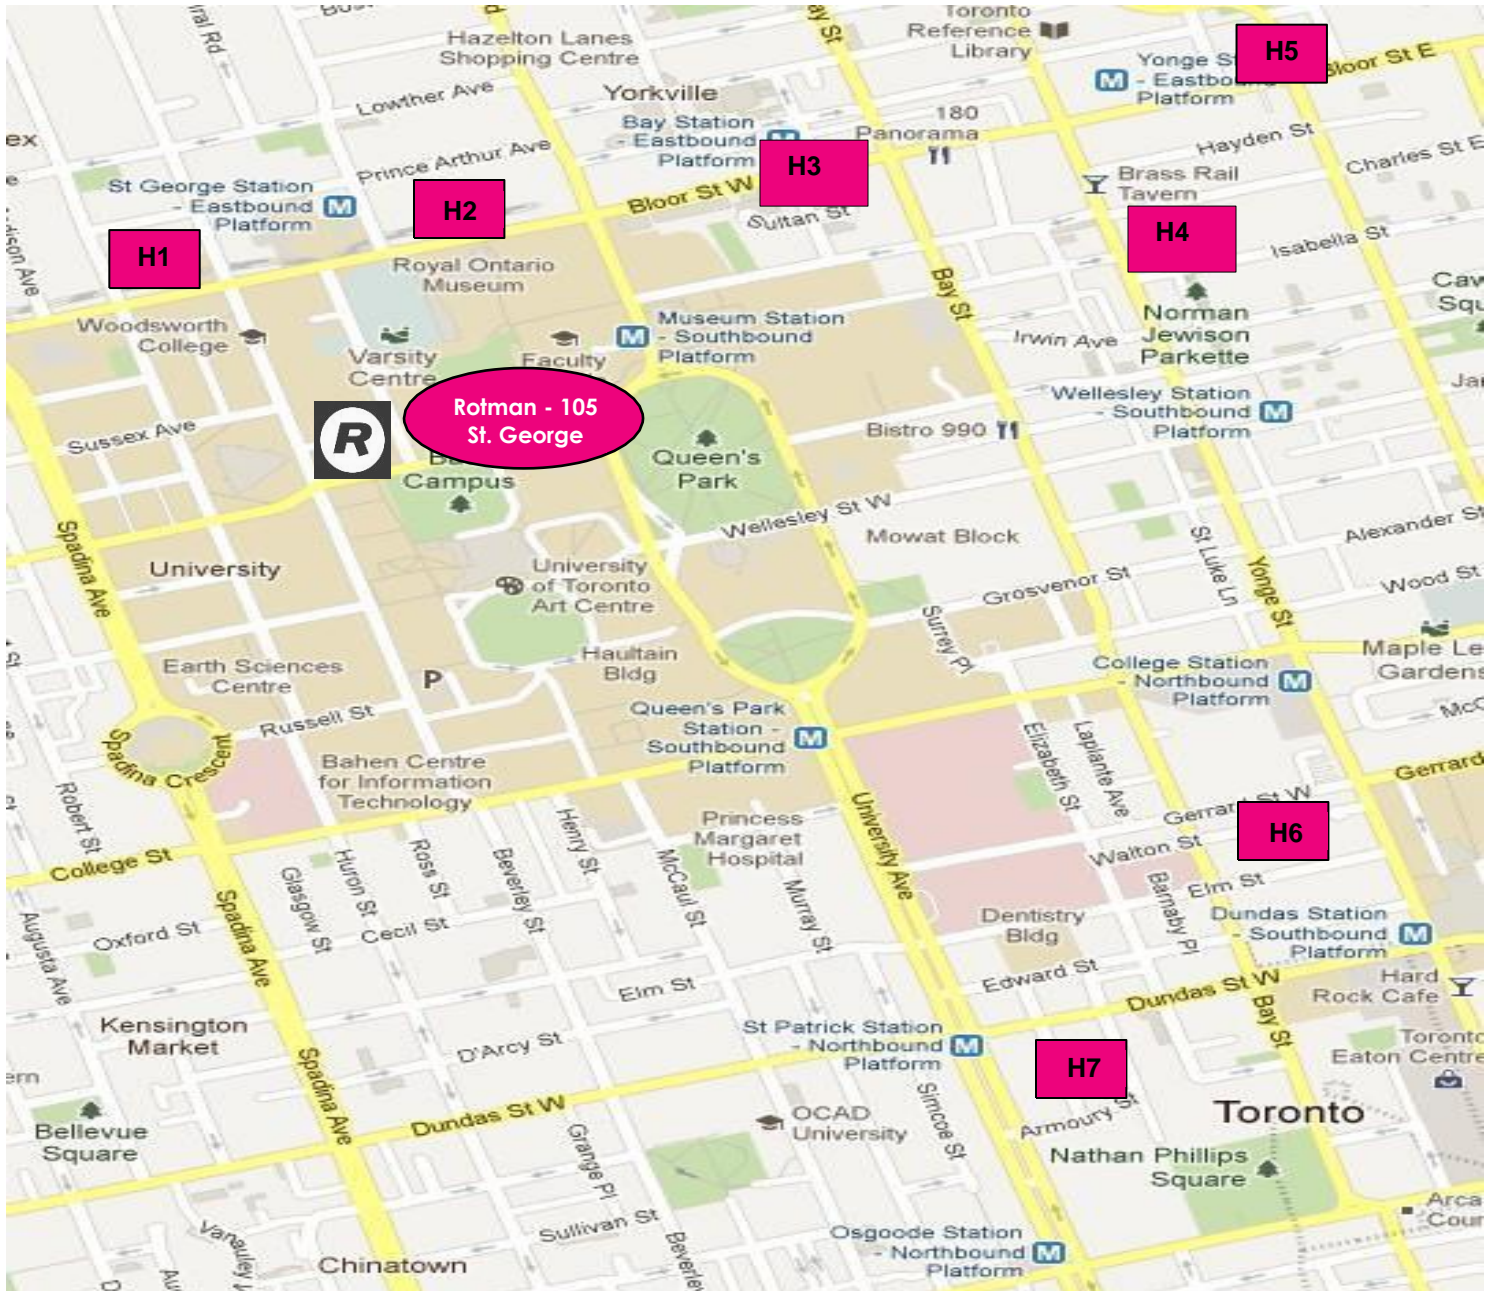 Toronto
Reference
Library
Hazelton Lanes
Shopping Centre
H5
Bloor St E
Yonge S
- Eastbo
Platform
Lowther Ave
Yorkville
180
Panorama
Bay Station
- Eastbound
Platform
Hayden St
Charles St E
Prince Arthur Ave
H3
Brass Rail
Tavern
St George Station
- Eastbound
Platform
H2
Bloor St W
Sultan St
H4
Isabella St
H1
Royal Ontario
Museum
Bay St
Norman
Jewison
Parkette
Irwin Ave
Woodsworth
College
Varsity
Centre
Faculty
Museum Station
- Southbound
Platform
Wellesley Station
- Southbound
Platform
Rotman - 105
St. George
R
Sussex Ave
Campus
Queen's
Park
Bistro 990
Wellesley St W
Mowat Block
Alexander St
St Luke Ln
Spadina Ave
University
University
of Toronto
Art Centre
Grosvenor St
Surrey Pl
Yonge St
Wood St
Maple Le
Gardens
Earth Sciences
Centre
P
Haultain
Bldg
College Station
- Northbound
Platform
Russell St
Spadina Crescent
Queen's Park
Station -
Southbound
Platform
Elizabeth St
Laplante Ave
Bahen Centre
for Information
Technology
Gerrard
Robert St
Henry St
Princess
Margaret
Hospital
University Ave
Gerrard St W
H6
Walton St
College St
Glasgow St
Huron St
Ross St
Beverley St
McCaul St
Murray St
Barnaby Pl
Elm St
Augusta Ave
Oxford St
Spadina Ave
Cecil St
Dentistry
Bldg
Dundas Station
- Southbound
Platform
Elm St
Edward St
Dundas St W
Bay St
Hard
Rock Cafe
Kensington
Market
D'Arcy St
St Patrick Station
- Northbound
Platform
H7
Toronto
Eaton Centre
Spadina Ave
Dundas St W
Bellevue
Square
Grange Pl
OCAD
University
Simcoe St
Armoury St
Toronto
Nathan Phillips
Square
Sullivan St
Vanauley
Chinatown
Beverley
Osgoode Station
- Northbound
Platform